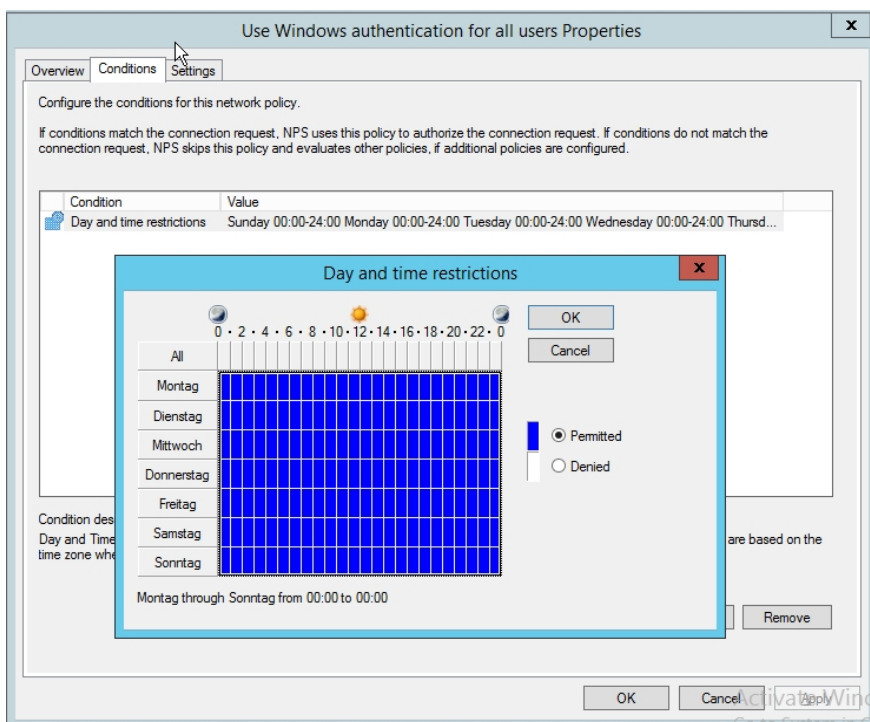 Use Windows authentication for all users Properties
x
Overview Conditions Settings
Configure the conditions for this network policy.
If conditions match the connection request, NPS uses this policy to authorize the connection request. If conditions do not match the
connection request, NPS skips this policy and evaluates other policies, if additional policies are configured.
Condition Value
Day and time restrictions Sunday 00:00-24:00 Monday 00:00-24:00 Tuesday 00:00-24:00 Wednesday 00:00-24:00 Thursd...
Day and time restrictions
x
0 · 2 · 4 · 6 · 8 · 10 · 12 · 14 · 16 · 18 · 20 · 22 · 0
OK
Cancel
All
Montag
Dienstag
Mittwoch
Donnerstag
Freitag
Samstag
Sonntag
Permitted
Denied
Montag through Sonntag from 00:00 to 00:00
Condition des
Day and Time are based on the
time zone whe
Remove
OK Cancel Apply
Activate Wind